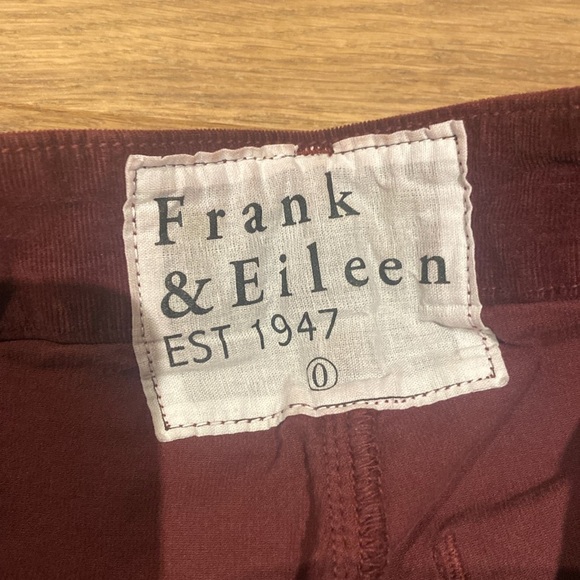 Frank
& Eileen
EST 1947
0